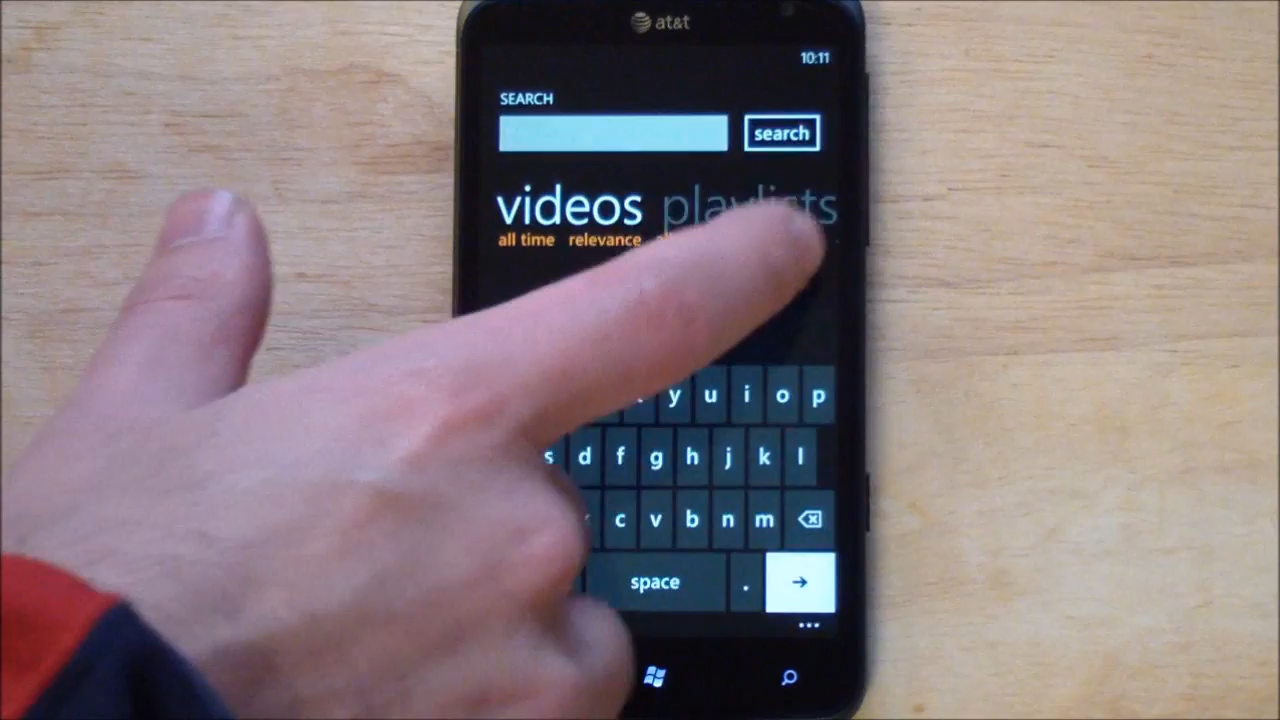 at&t
10:11
SEARCH
search
videos playlists
all time relevance
y u i o p
s d f g h j k l
c v b n m
space . →
...